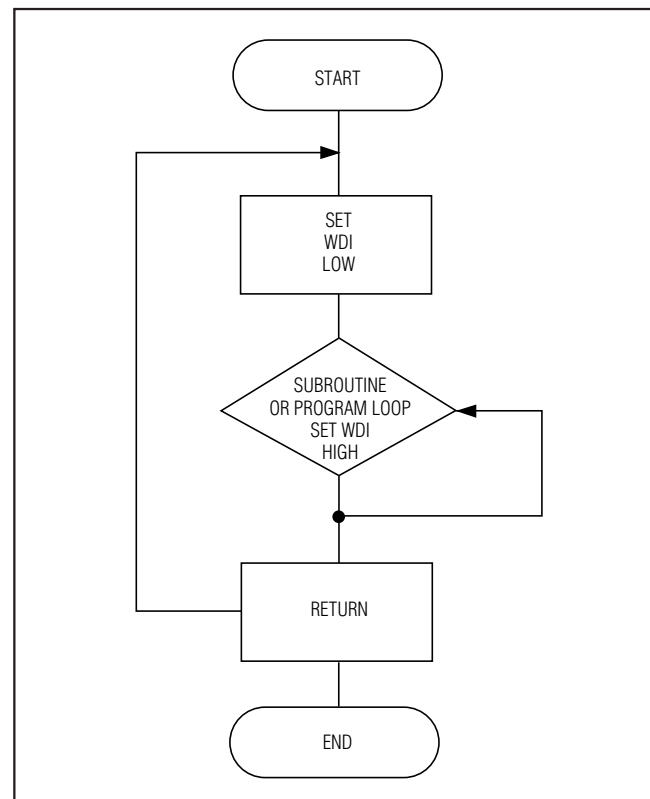 START
SET
WDI
LOW
SUBROUTINE
OR PROGRAM LOOP
SET WDI
HIGH
RETURN
END